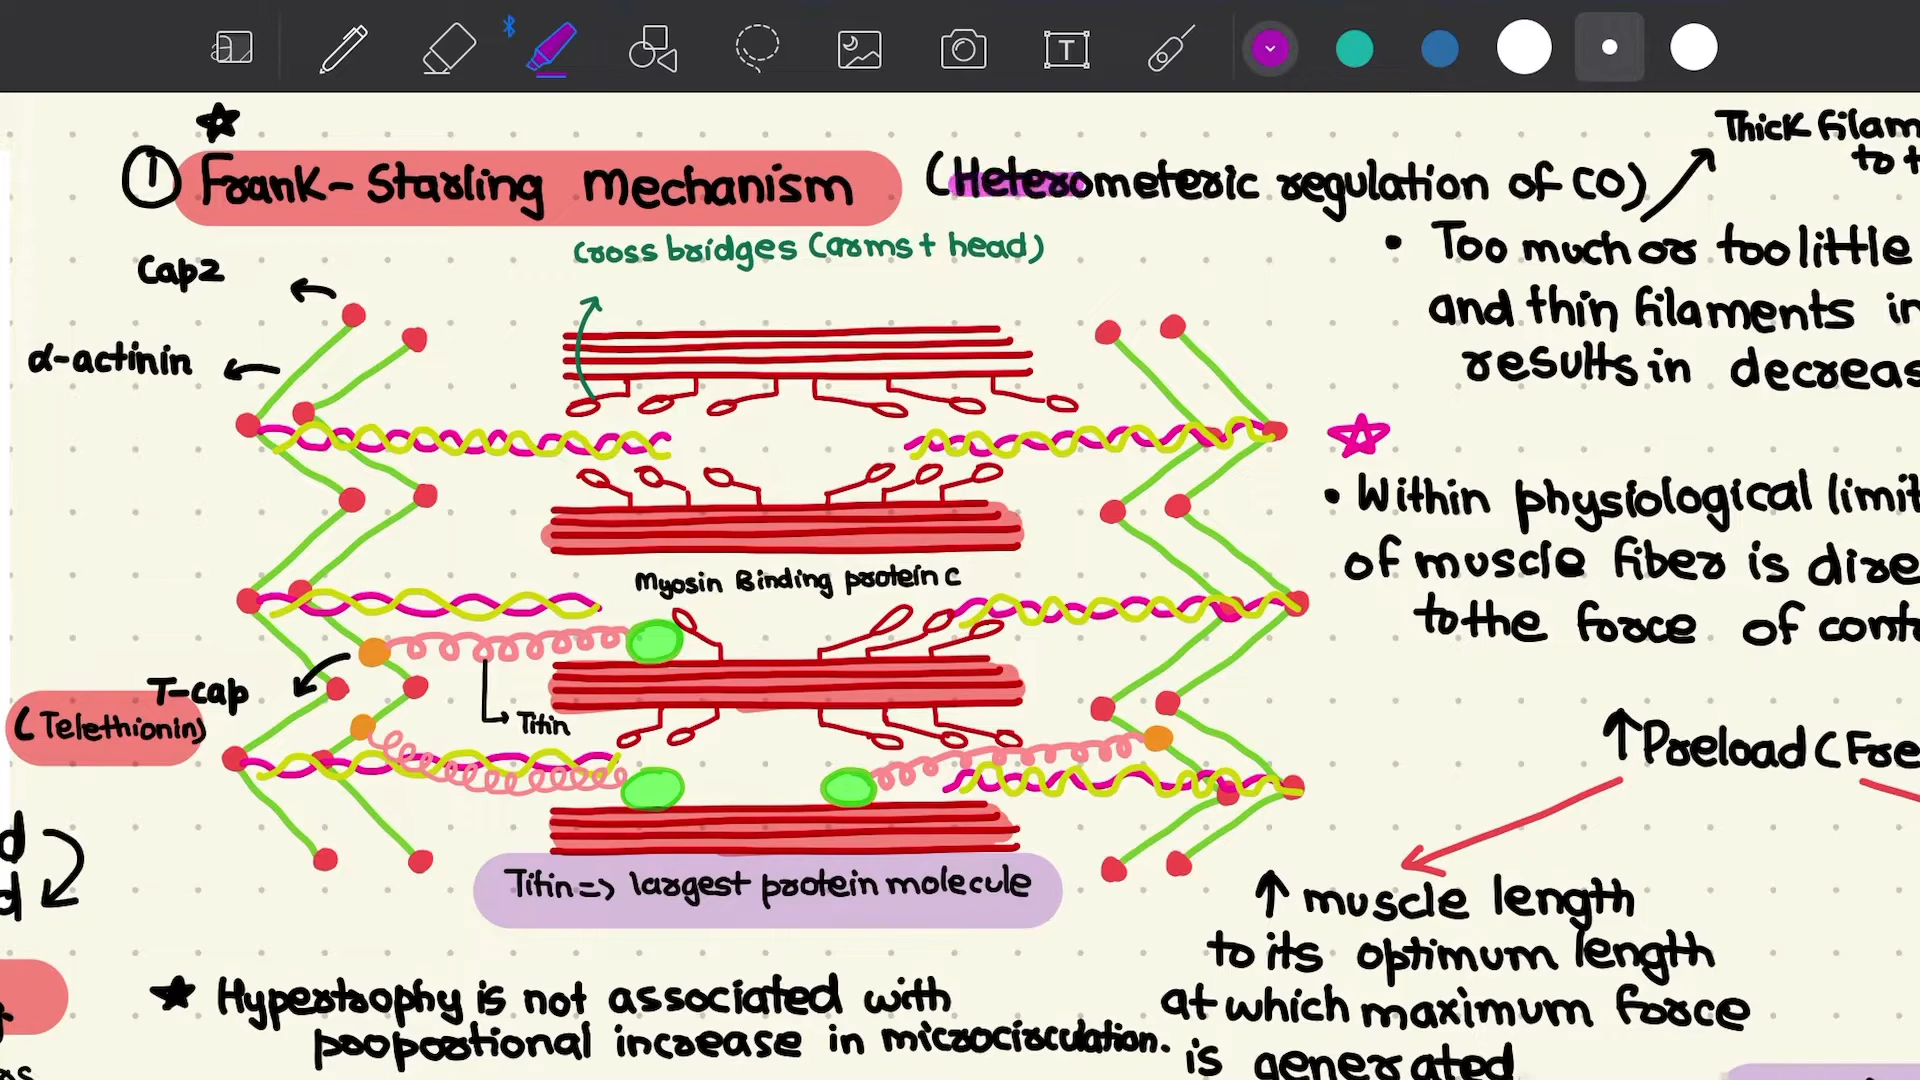 ① Frank-Starling Mechanism (Heterometeric regulation of CO)
Thick Filam
to t
cross bridges (arms + head)
Cap2
α-actinin
• Too much or too little
and thin filaments in
results in decreas
• Within physiological limit
of muscle fiber is dire
to the force of cont
Myosin Binding protein C
T-cap
(Telethionin)
Titin
↑ Preload (Fre
d
d
Titin => largest protein molecule
↑ muscle length
to its optimum length
at which maximum force
is generated
★ Hypertrophy is not associated with
proportional increase in microcirculation.